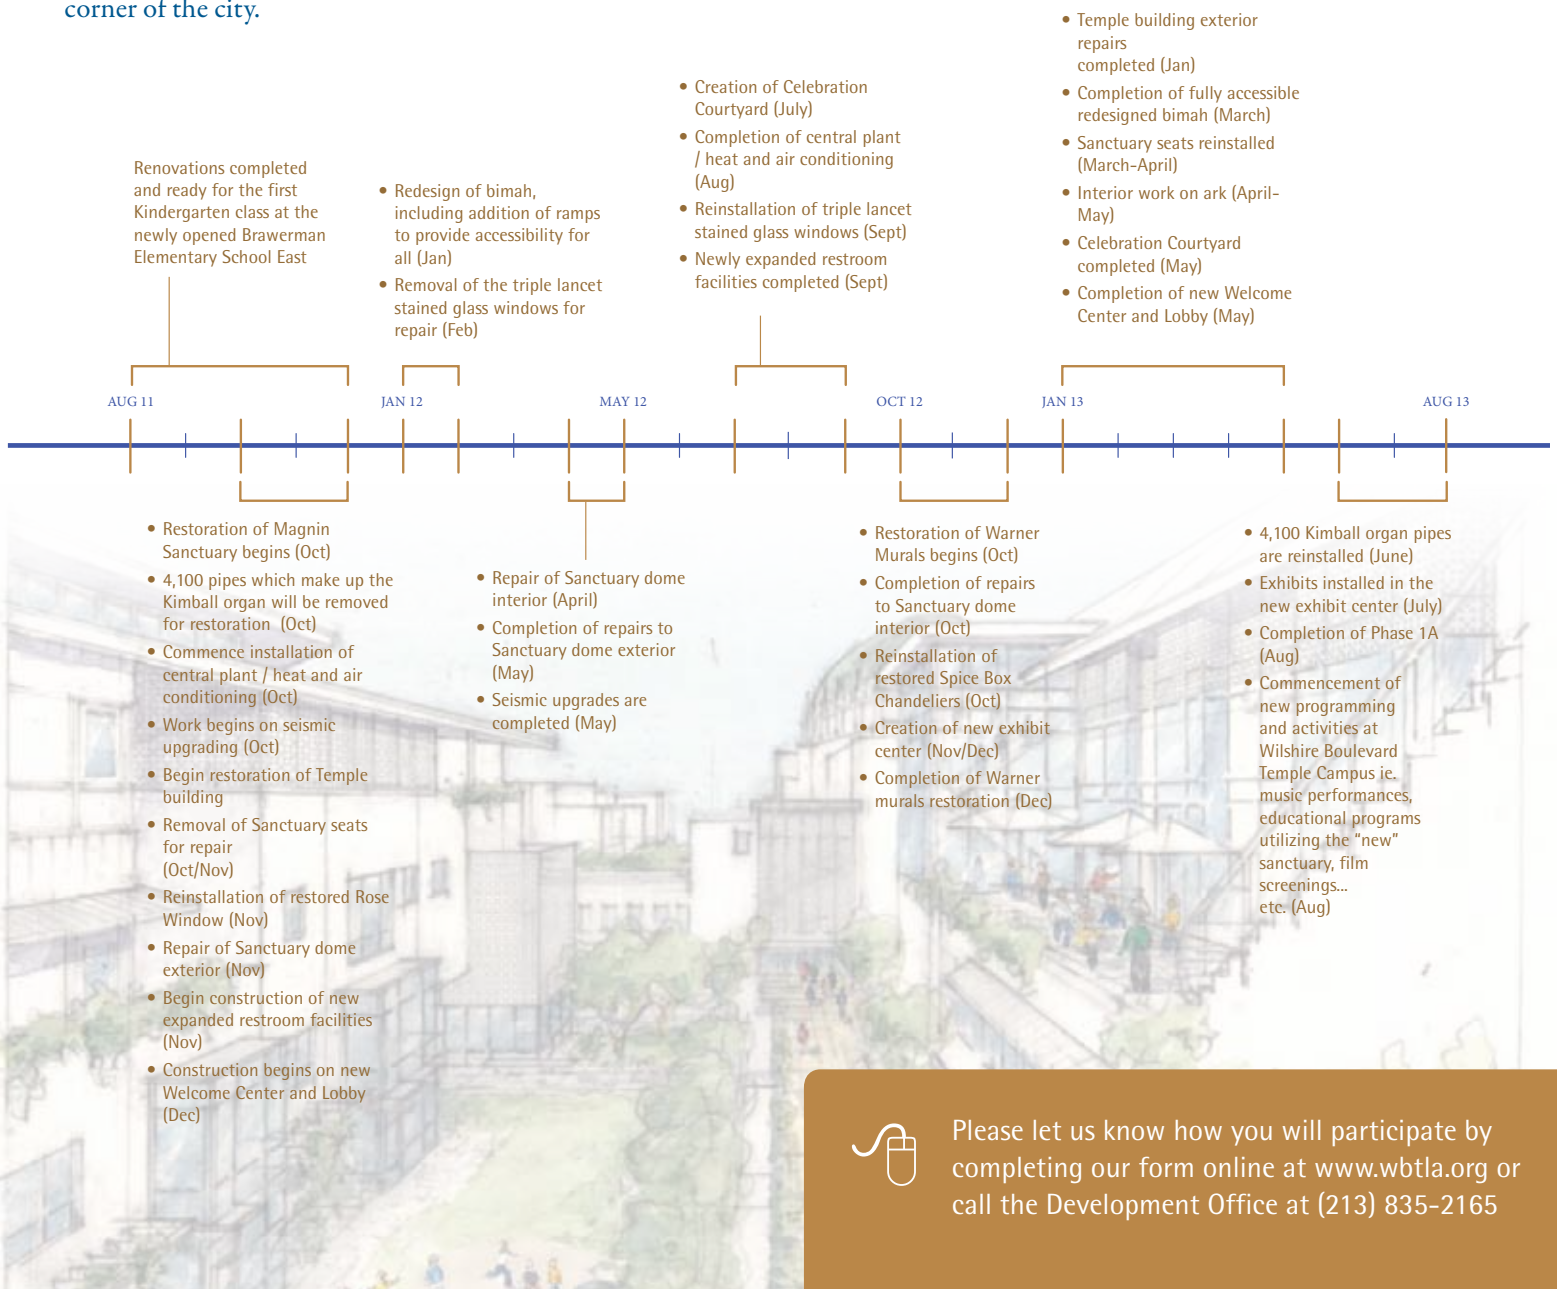 corner of the city.
Renovations completed
and ready for the first
Kindergarten class at the
newly opened Brawerman
Elementary School East
• Redesign of bimah,
including addition of ramps
to provide accessibility for
all (Jan)
• Removal of the triple lancet
stained glass windows for
repair (Feb)
• Creation of Celebration
Courtyard (July)
• Completion of central plant
/ heat and air conditioning
(Aug)
• Reinstallation of triple lancet
stained glass windows (Sept)
• Newly expanded restroom
facilities completed (Sept)
• Temple building exterior
repairs
completed (Jan)
• Completion of fully accessible
redesigned bimah (March)
• Sanctuary seats reinstalled
(March-April)
• Interior work on ark (April-
May)
• Celebration Courtyard
completed (May)
• Completion of new Welcome
Center and Lobby (May)
AUG 11
JAN 12
MAY 12
OCT 12
JAN 13
AUG 13
• Restoration of Magnin
Sanctuary begins (Oct)
• 4,100 pipes which make up the
Kimball organ will be removed
for restoration (Oct)
• Commence installation of
central plant / heat and air
conditioning (Oct)
• Work begins on seismic
upgrading (Oct)
• Begin restoration of Temple
building
• Removal of Sanctuary seats
for repair
(Oct/Nov)
• Reinstallation of restored Rose
Window (Nov)
• Repair of Sanctuary dome
exterior (Nov)
• Begin construction of new
expanded restroom facilities
(Nov)
• Construction begins on new
Welcome Center and Lobby
(Dec)
• Repair of Sanctuary dome
interior (April)
• Completion of repairs to
Sanctuary dome exterior
(May)
• Seismic upgrades are
completed (May)
• Restoration of Warner
Murals begins (Oct)
• Completion of repairs
to Sanctuary dome
interior (Oct)
• Reinstallation of
restored Spice Box
Chandeliers (Oct)
• Creation of new exhibit
center (Nov/Dec)
• Completion of Warner
murals restoration (Dec)
• 4,100 Kimball organ pipes
are reinstalled (June)
• Exhibits installed in the
new exhibit center (July)
• Completion of Phase 1A
(Aug)
• Commencement of
new programming
and activities at
Wilshire Boulevard
Temple Campus ie.
music performances,
educational programs
utilizing the "new"
sanctuary, film
screenings...
etc. (Aug)
Please let us know how you will participate by
completing our form online at www.wbtla.org or
call the Development Office at (213) 835-2165